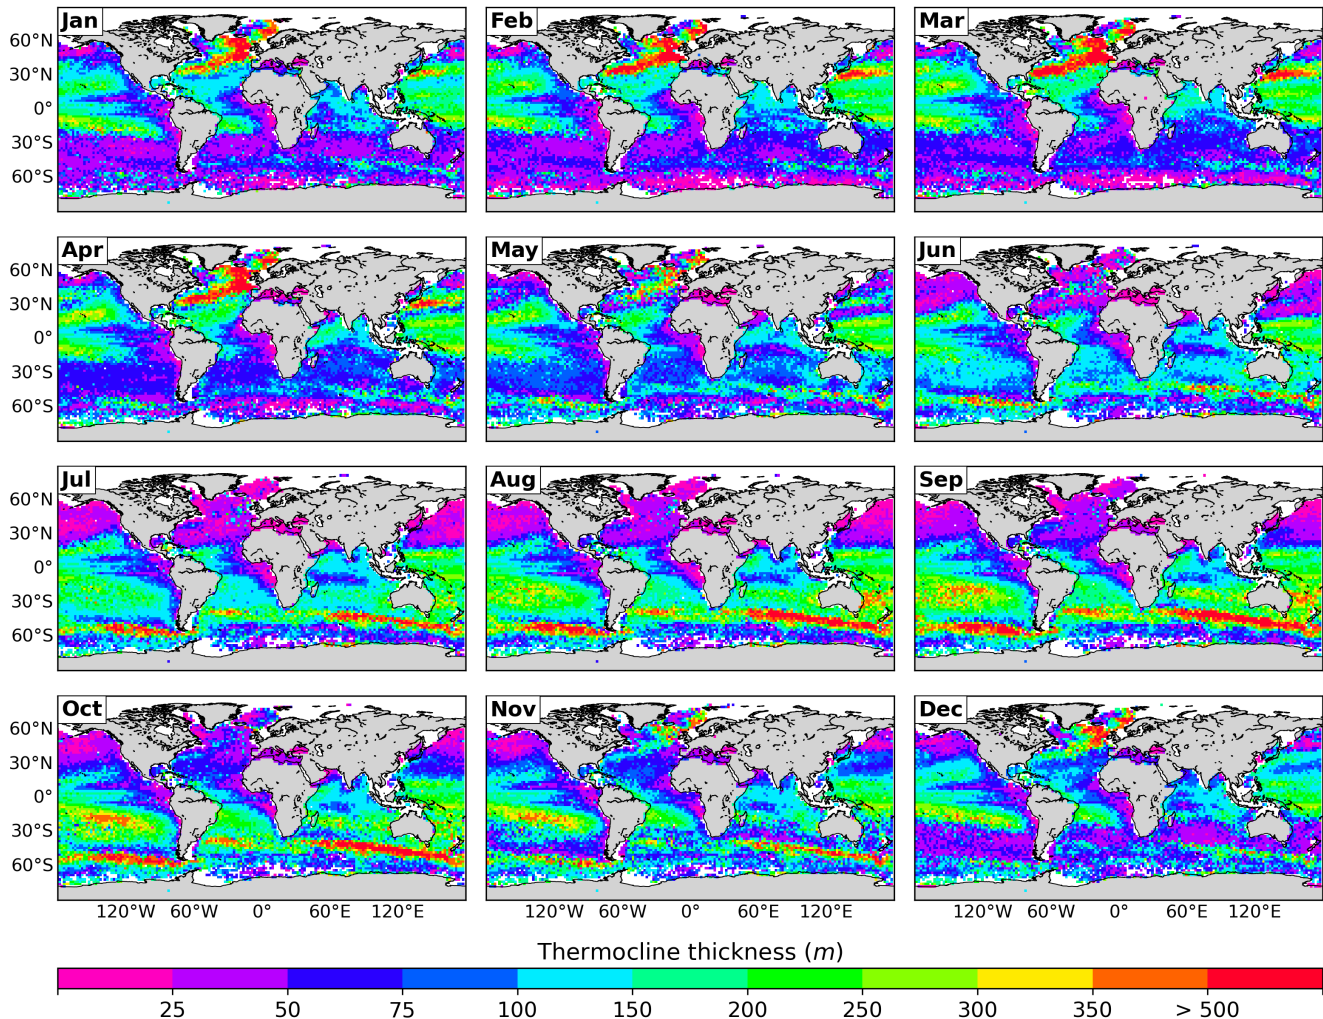 Jan Feb Mar
60°N
30°N
0°
30°S
60°S
Apr May Jun
60°N
30°N
0°
30°S
60°S
Jul Aug Sep
60°N
30°N
0°
30°S
60°S
Oct Nov Dec
60°N
30°N
0°
30°S
60°S
120°W 60°W 0° 60°E 120°E 120°W 60°W 0° 60°E 120°E 120°W 60°W 0° 60°E 120°E
Thermocline thickness (m)
25 50 75 100 150 200 250 300 350 > 500